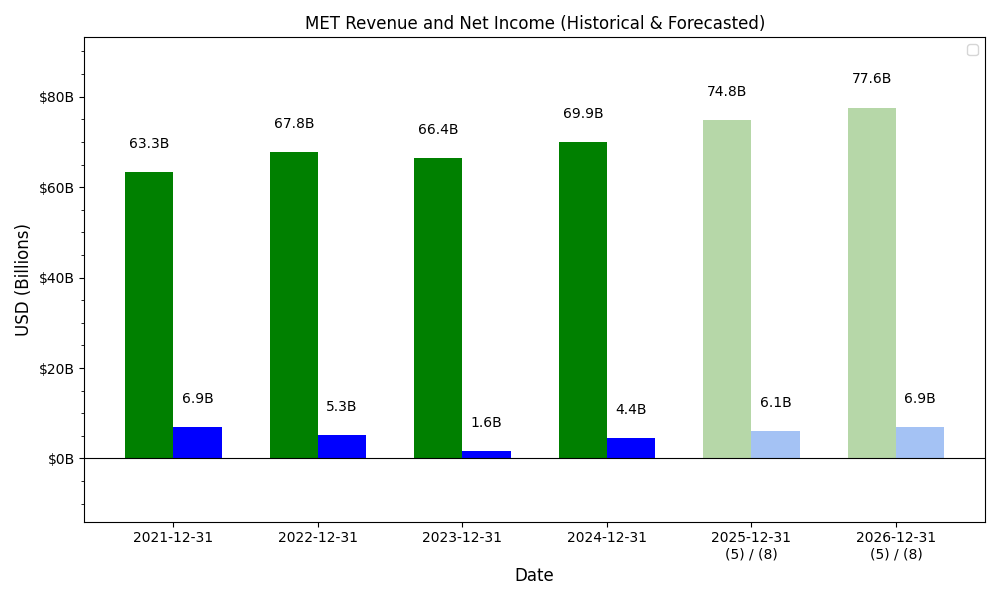 MET Revenue and Net Income (Historical & Forecasted)
USD (Billions)
$80B
$60B
$40B
$20B
$0B
63.3B
6.9B
67.8B
5.3B
66.4B
1.6B
69.9B
4.4B
74.8B
6.1B
77.6B
6.9B
2021-12-31
2022-12-31
2023-12-31
2024-12-31
2025-12-31
(5) / (8)
2026-12-31
(5) / (8)
Date